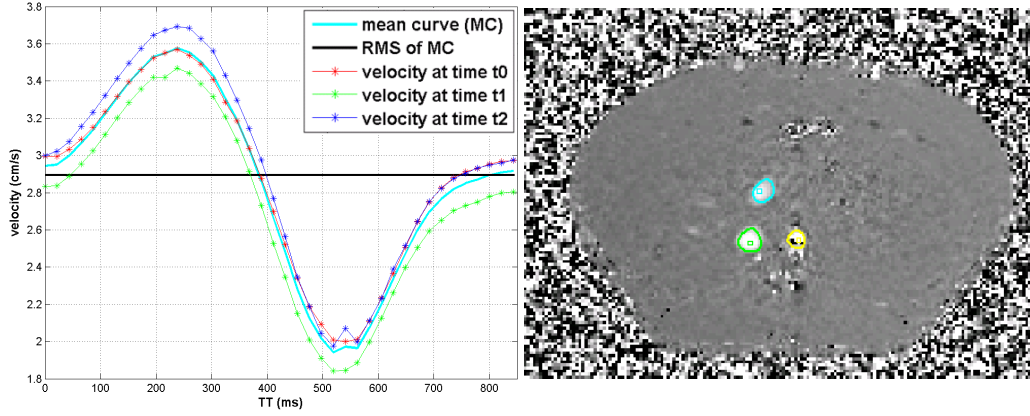 3.8
3.6
3.4
3.2
3.0
2.8
2.6
2.4
2.2
2
1.8
velocity (cm/s)
mean curve (MC)
RMS of MC
velocity at time t0
velocity at time t1
velocity at time t2
0 100 200 300 400 500 600 700 800
TT (ms)